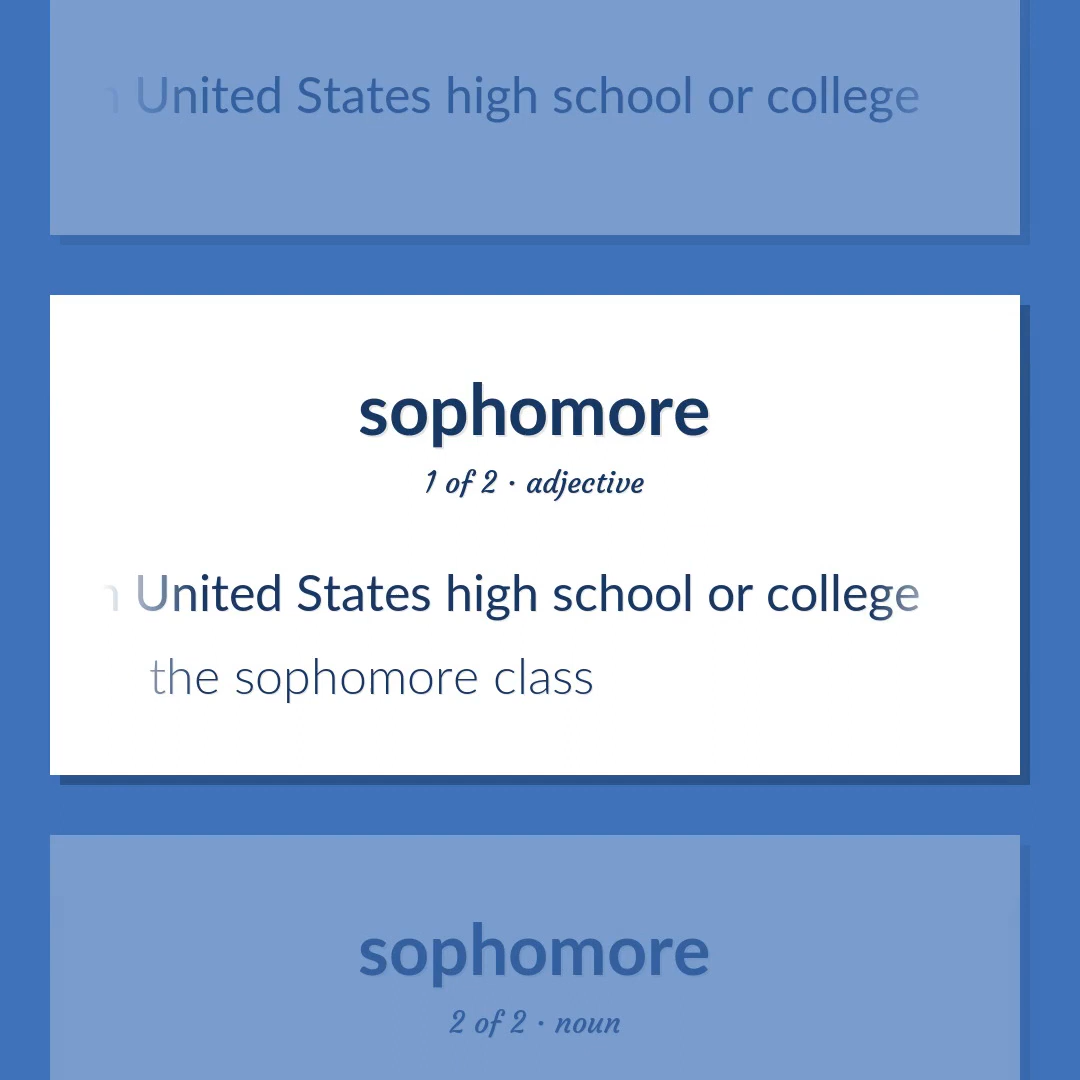 United States high school or college
sophomore
1 of 2 · adjective
United States high school or college
the sophomore class
sophomore
2 of 2 · noun